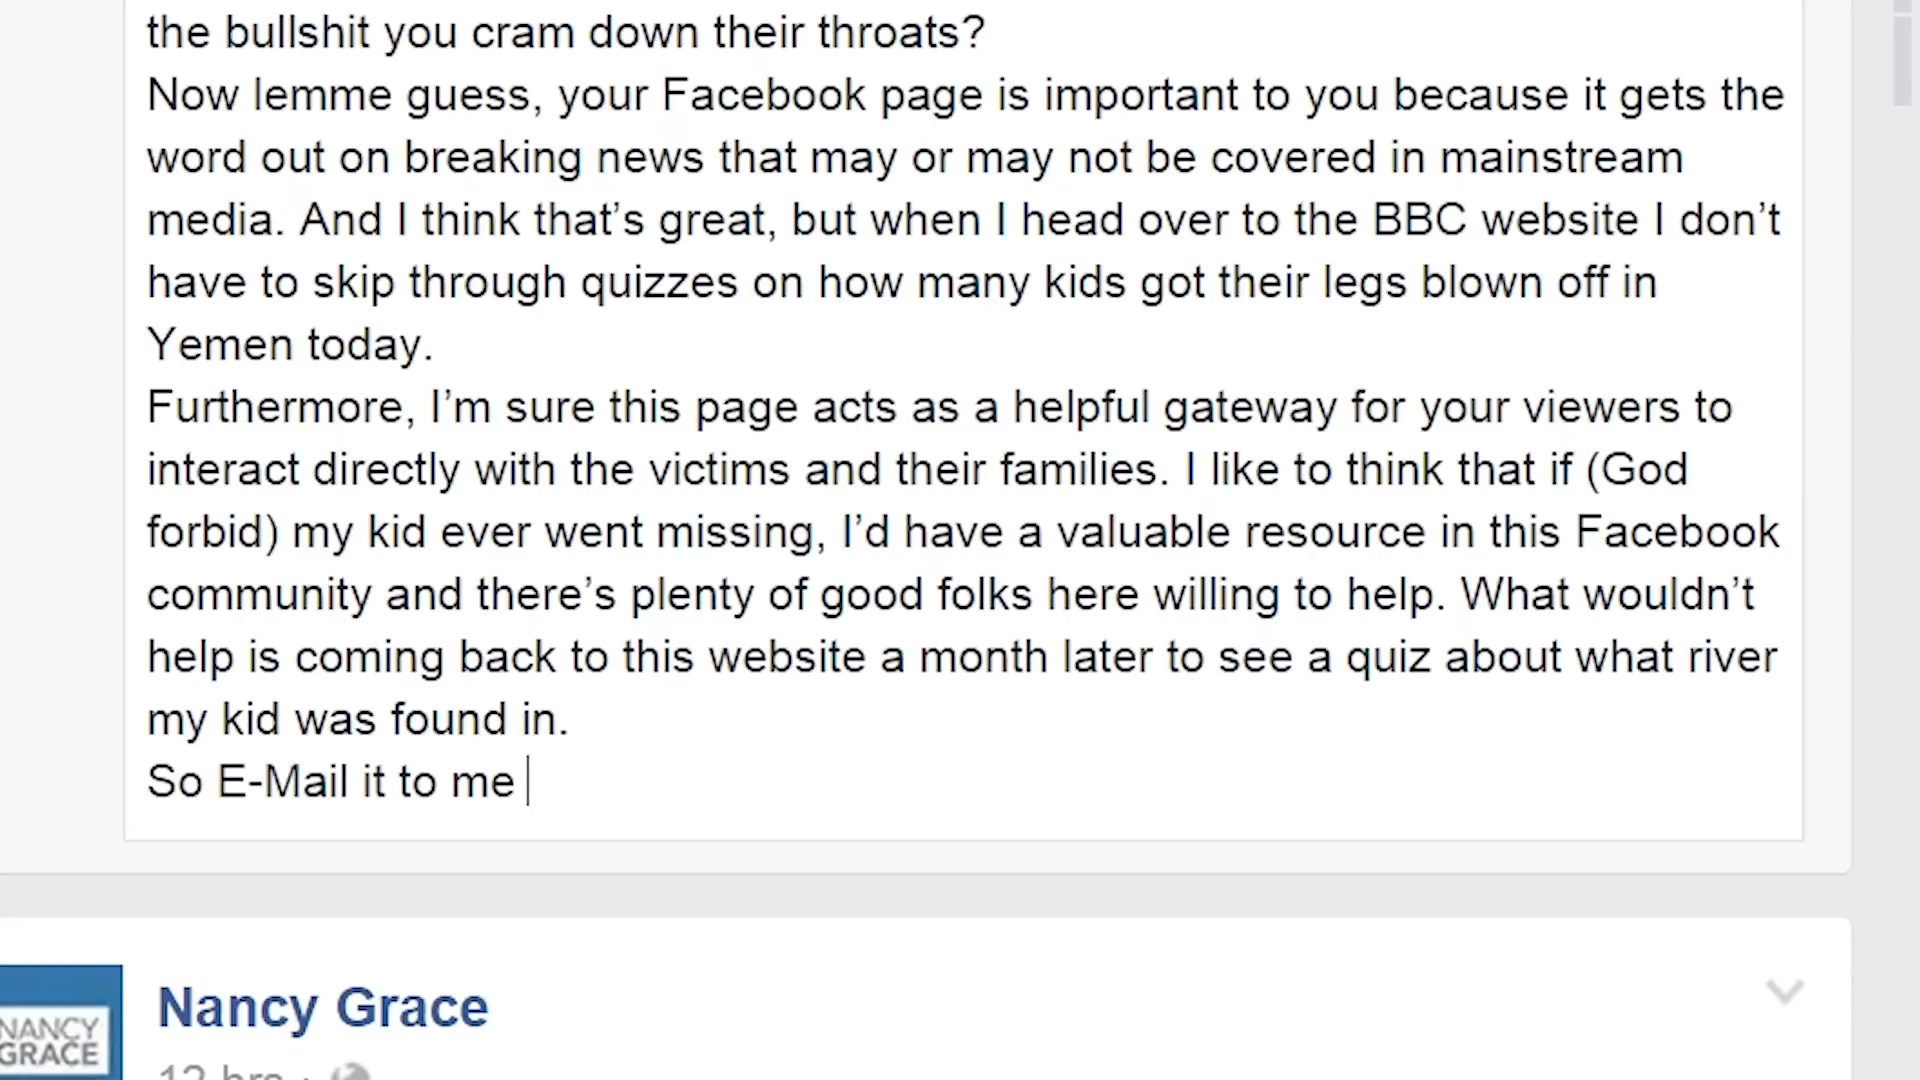 the bullshit you cram down their throats?
Now lemme guess, your Facebook page is important to you because it gets the
word out on breaking news that may or may not be covered in mainstream
media. And I think that’s great, but when I head over to the BBC website I don’t
have to skip through quizzes on how many kids got their legs blown off in
Yemen today.
Furthermore, I’m sure this page acts as a helpful gateway for your viewers to
interact directly with the victims and their families. I like to think that if (God
forbid) my kid ever went missing, I’d have a valuable resource in this Facebook
community and there’s plenty of good folks here willing to help. What wouldn’t
help is coming back to this website a month later to see a quiz about what river
my kid was found in.
So E-Mail it to me
Nancy Grace
NANCY
GRACE
12 hrs